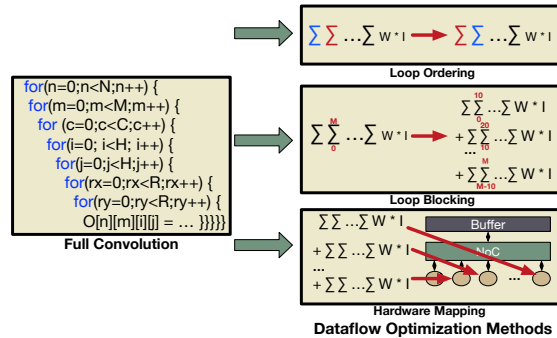 for(n=0;n<N;n++) {
for(m=0;m<M;m++) {
for (c=0;c<C;c++) {
for(i=0; i<H; i++) {
for(j=0;j<H;j++) {
for(rx=0;rx<R;rx++) {
for(ry=0;ry<R;ry++) {
O[n][m][i][j] = … }}}}}
Full Convolution
∑ ∑ …∑ W * I ∑ ∑ …∑ W * I
Loop Ordering
∑ ∑ …∑ W * I
M
0
∑ ∑ …∑ W * I
10
0
+ ∑ ∑ …∑ W * I
20
10
...
+ ∑ ∑ …∑ W * I
M
M-10
Loop Blocking
∑ ∑ …∑ W * I
+ ∑ ∑ …∑ W * I
...
+ ∑ ∑ …∑ W * I
Buffer
NoC
...
Hardware Mapping
Dataflow Optimization Methods